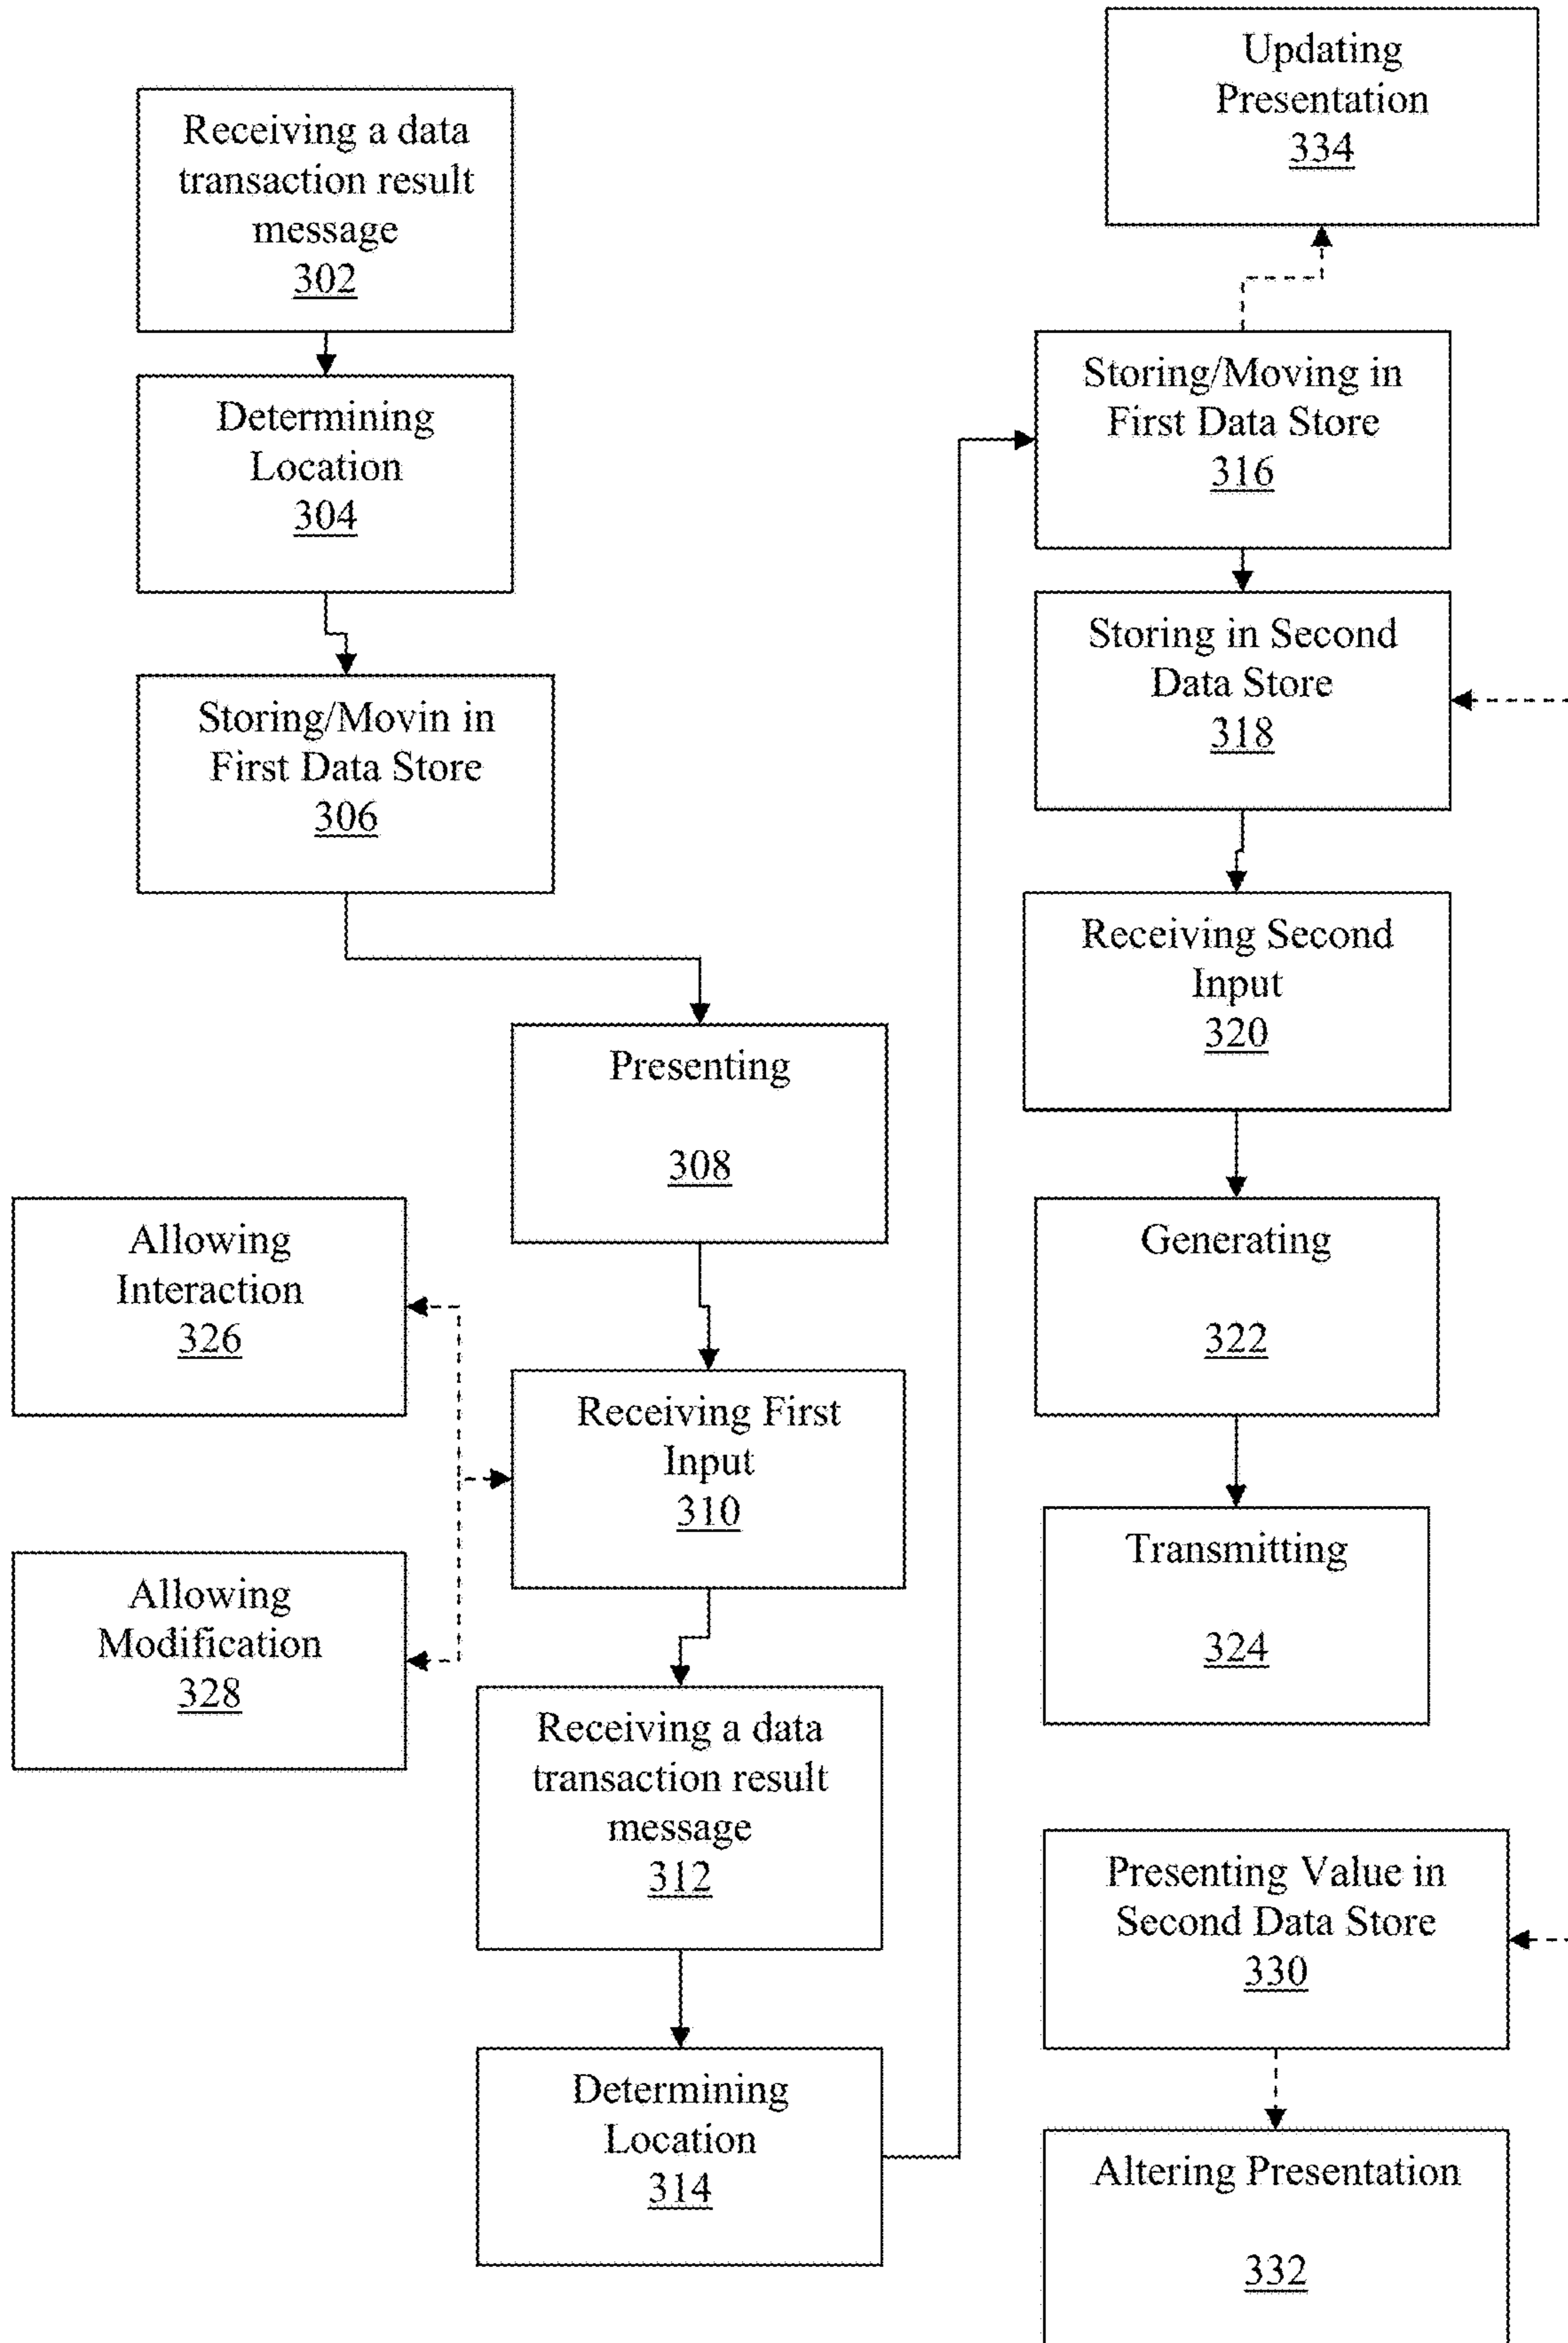 Receiving a data
transaction result
message
302
Determining
Location
304
Storing/Movin in
First Data Store
306
Presenting
308
Allowing
Interaction
326
Receiving First
Input
310
Allowing
Modification
328
Receiving a data
transaction result
message
312
Determining
Location
314
Updating
Presentation
334
Storing/Moving in
First Data Store
316
Storing in Second
Data Store
318
Receiving Second
Input
320
Generating
322
Transmitting
324
Presenting Value in
Second Data Store
330
Altering Presentation
332